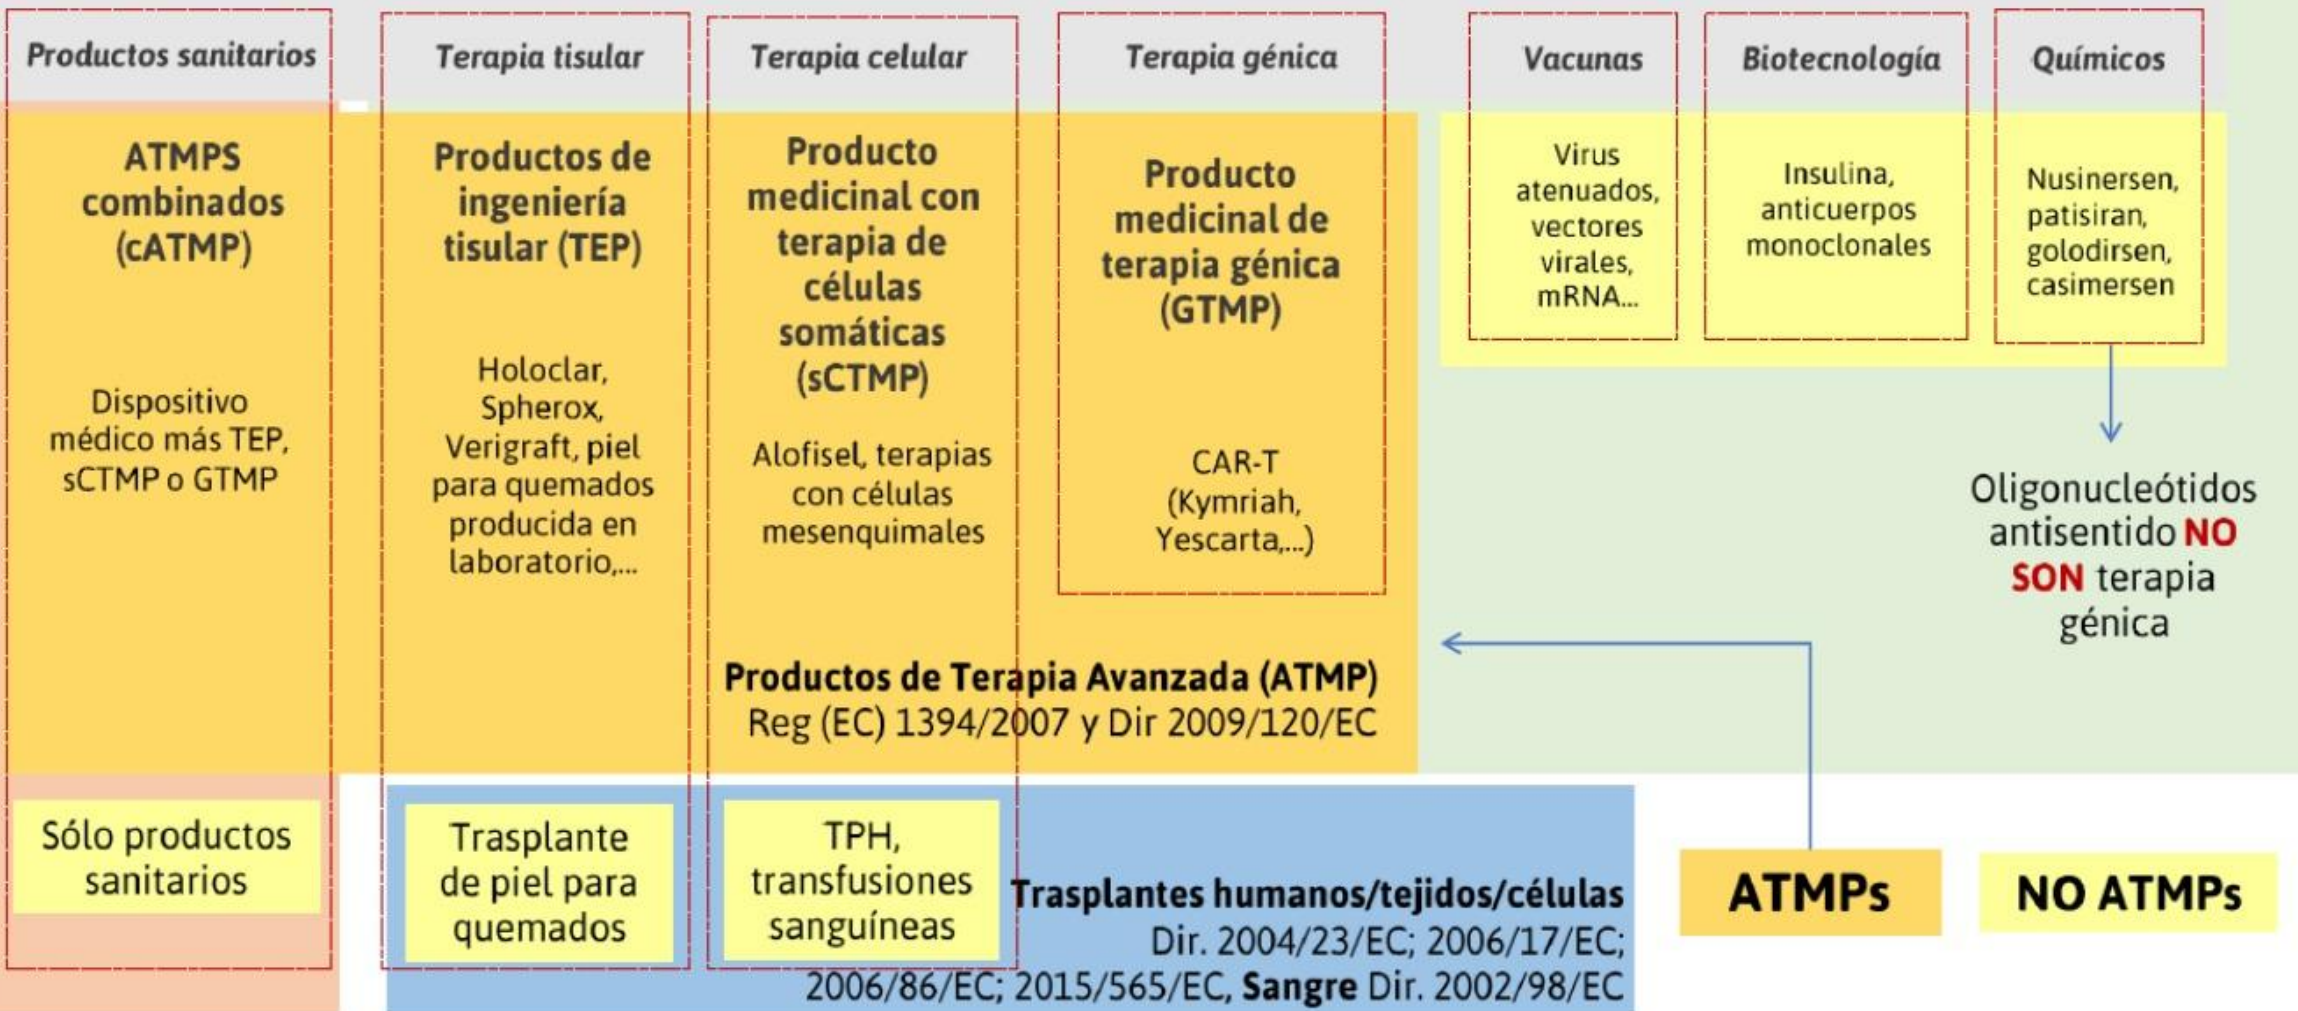 Productos sanitarios
Terapia tisular
Terapia celular
Terapia génica
Vacunas
Biotecnología
Químicos
ATMPS
combinados
(cATMP)
Dispositivo
médico más TEP,
sCTMP o GTMP
Productos de
ingeniería
tisular (TEP)
Holoclar,
Spherox,
Verigraft, piel
para quemados
producida en
laboratorio,...
Producto
medicinal con
terapia de
células
somáticas
(sCTMP)
Alofisel, terapias
con células
mesenquimales
Producto
medicinal de
terapia génica
(GTMP)
CAR-T
(Kymriah,
Yescarta,...)
Virus
atenuados,
vectores
virales,
mRNA...
Insulina,
anticuerpos
monoclonales
Nusinersen,
patisiran,
golodirsen,
casimersen
Oligonucleótidos
antisentido NO
SON terapia
génica
Productos de Terapia Avanzada (ATMP)
Reg (EC) 1394/2007 y Dir 2009/120/EC
Sólo productos
sanitarios
Trasplante
de piel para
quemados
TPH,
transfusiones
sanguíneas
Trasplantes humanos/tejidos/células
Dir. 2004/23/EC; 2006/17/EC;
2006/86/EC; 2015/565/EC, Sangre Dir. 2002/98/EC
ATMPs
NO ATMPs